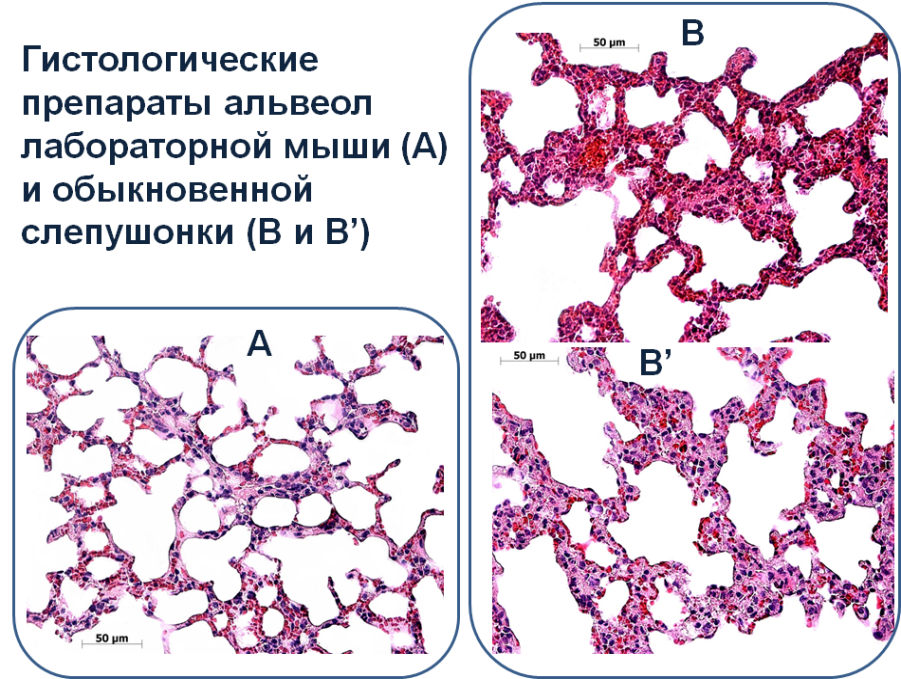 Гистологические
препараты альвеол
лабораторной мыши (А)
и обыкновенной
слепушонки (В и В’)
В
50 µm
А
50 µm
В’
50 µm